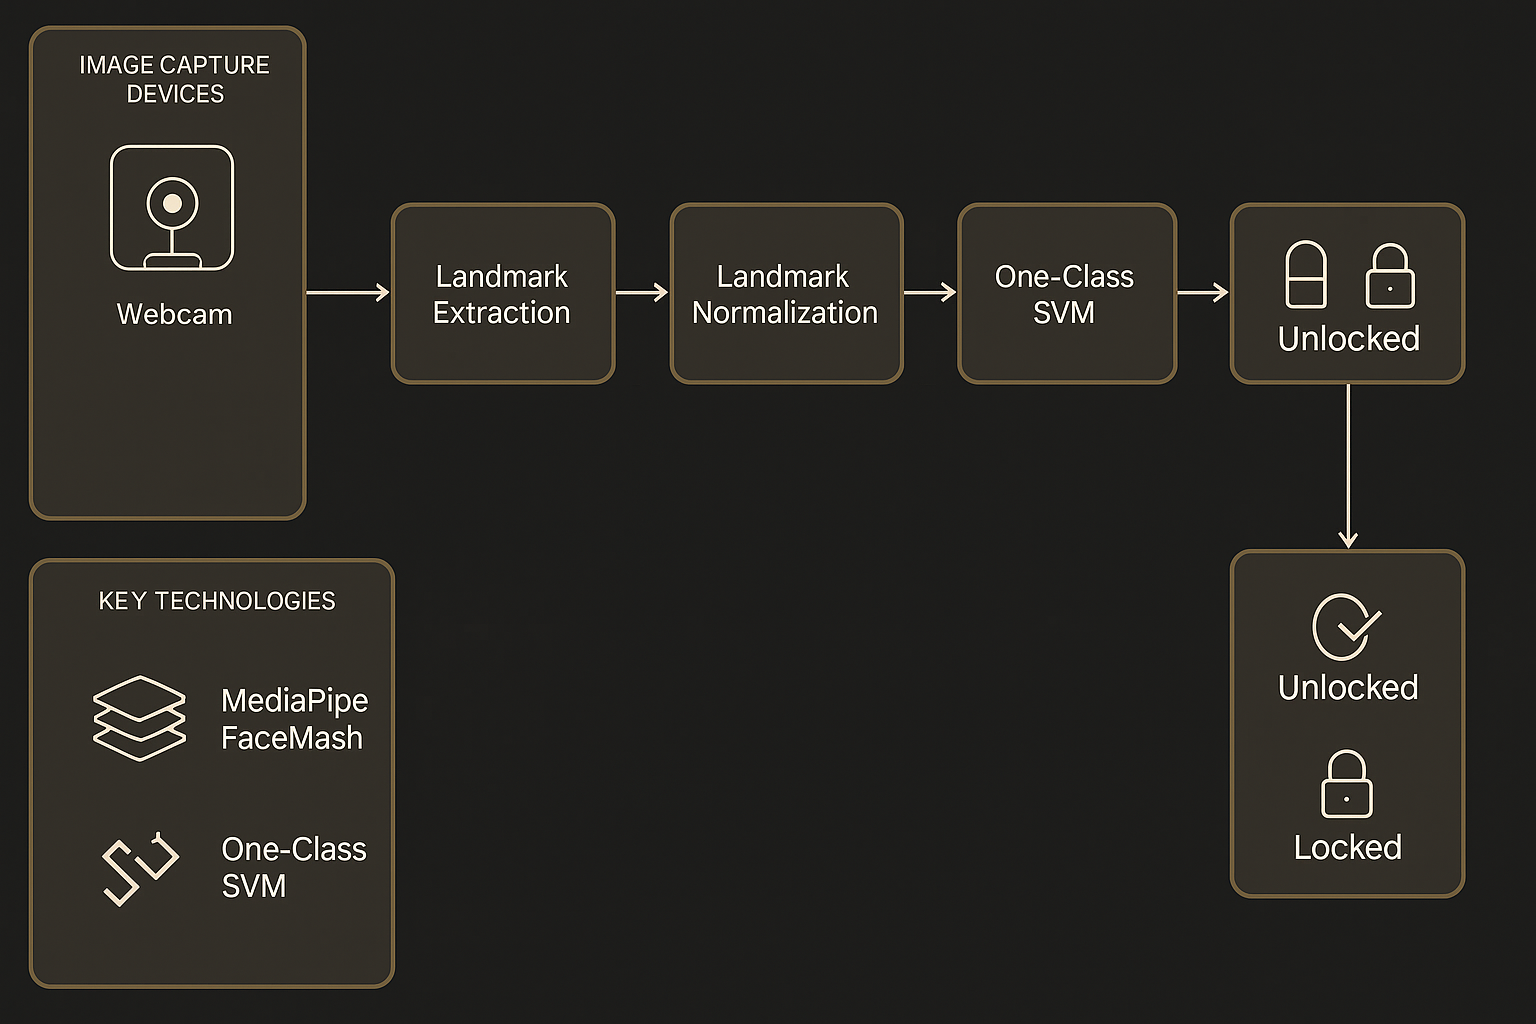 IMAGE CAPTURE
DEVICES
Webcam
Landmark
Extraction
Landmark
Normalization
One-Class
SVM
Unlocked
Unlocked
Locked
KEY TECHNOLOGIES
MediaPipe
FaceMash
One-Class
SVM